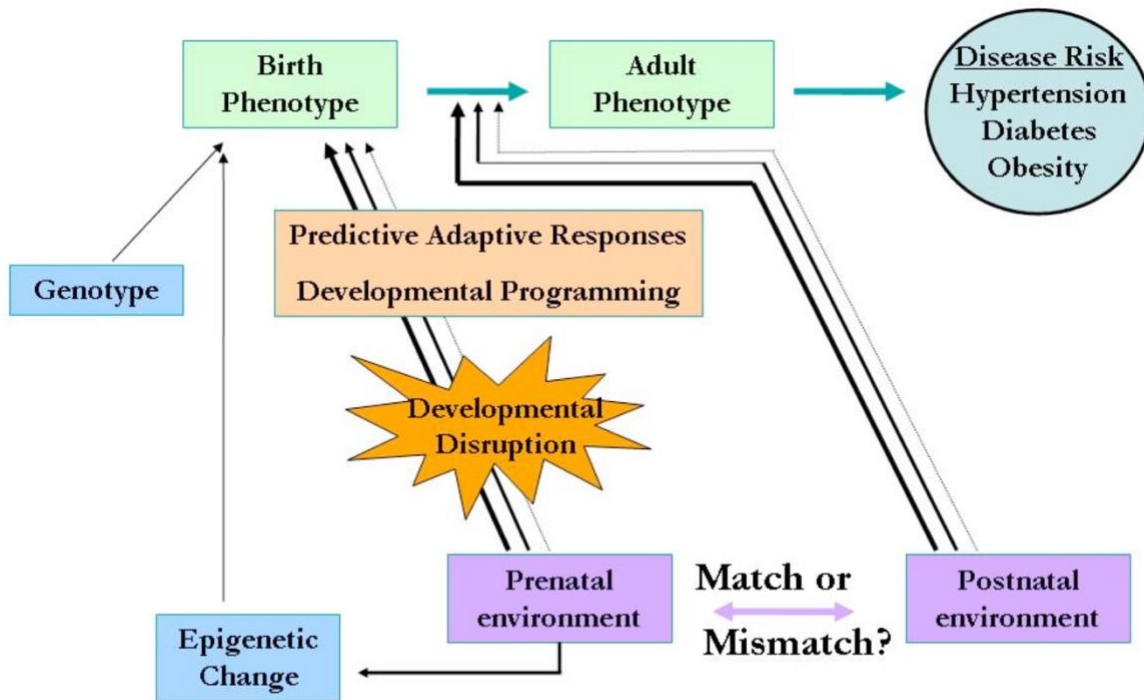 Birth
Phenotype
Adult
Phenotype
Disease Risk
Hypertension
Diabetes
Obesity
Predictive Adaptive Responses
Developmental Programming
Genotype
Developmental
Disruption
Prenatal
environment
Match or
Mismatch?
Postnatal
environment
Epigenetic
Change